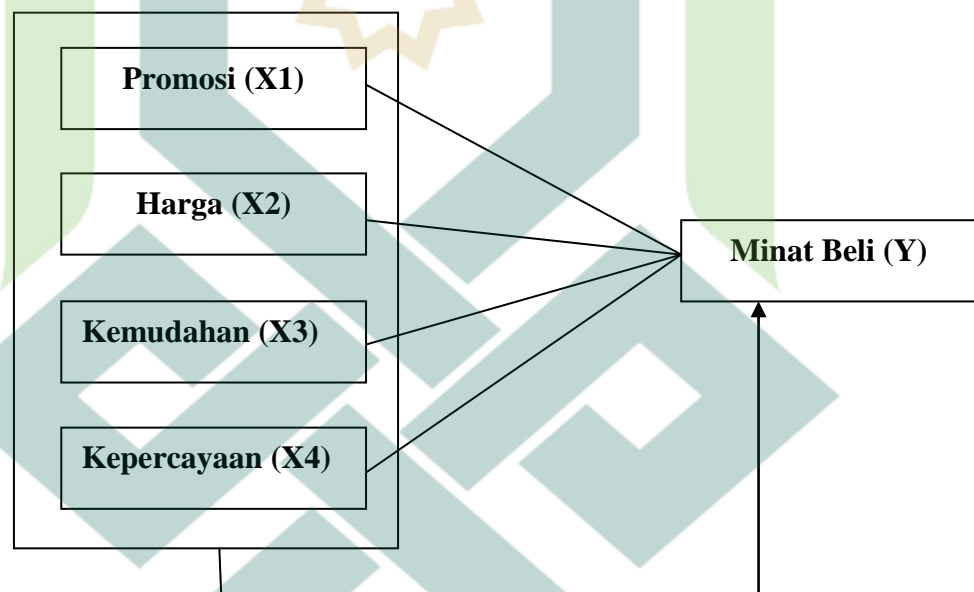 Promosi (X1)
Harga (X2)
Minat Beli (Y)
Kemudahan (X3)
Kepercayaan (X4)